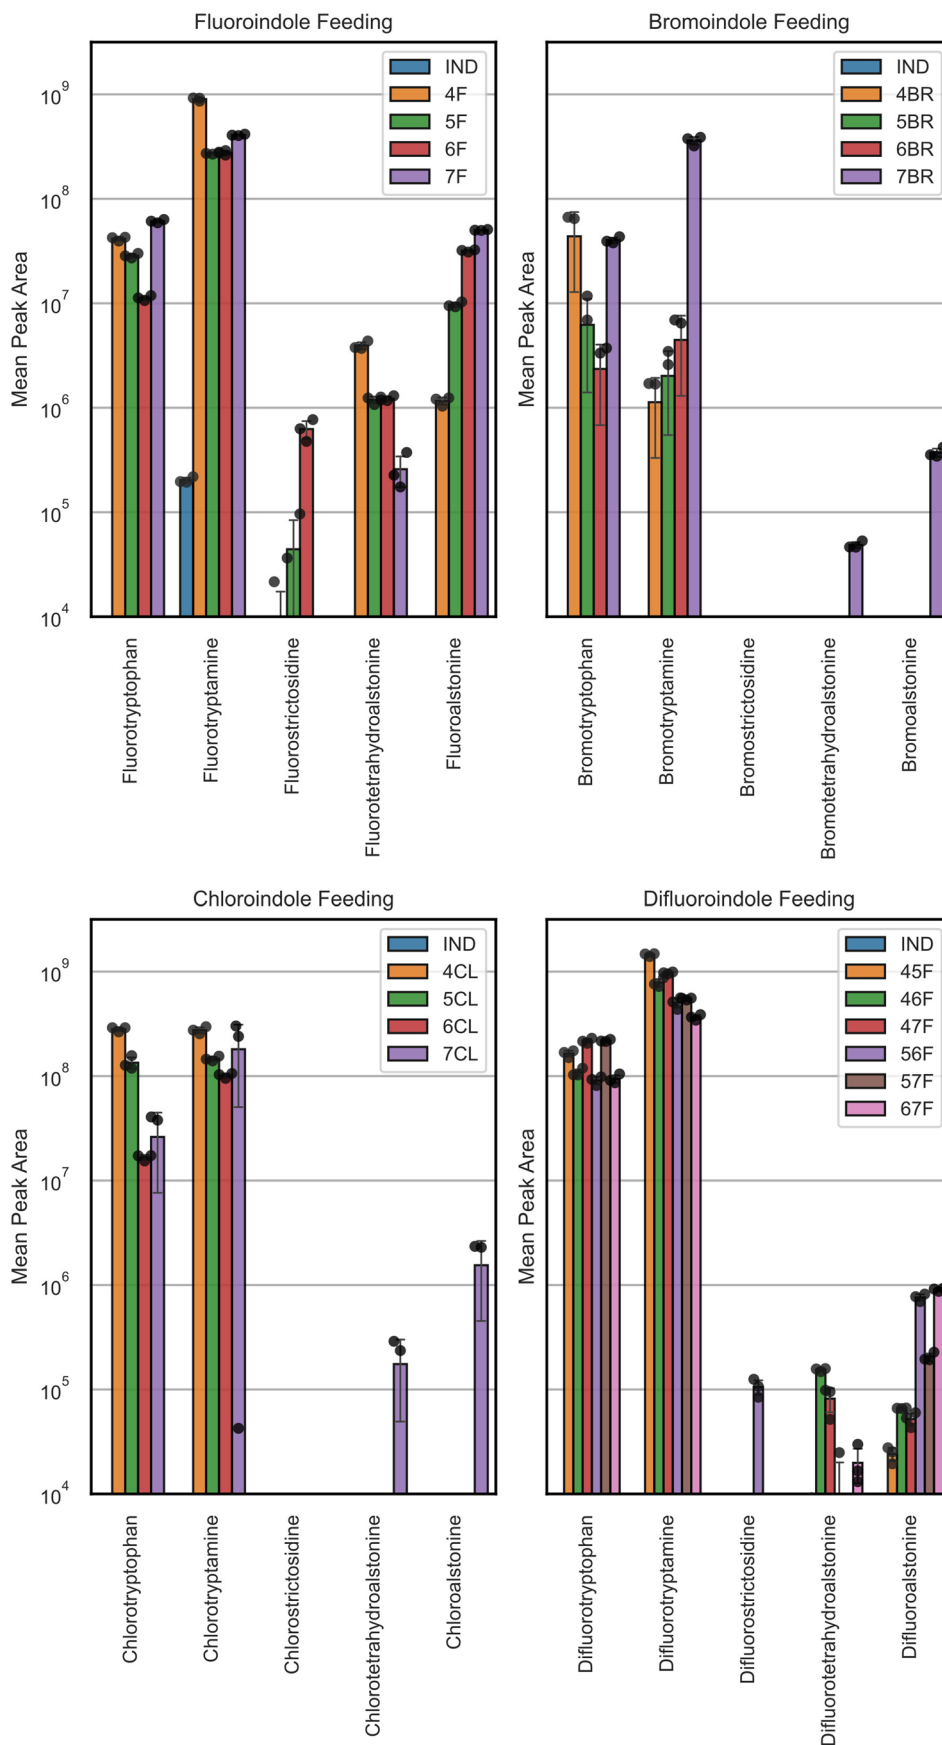 Fluoroindole Feeding
IND
4F
5F
6F
7F
Mean Peak Area
10^9
10^8
10^7
10^6
10^5
10^4
Fluorotryptophan
Fluorotryptamine
Fluorostrictosidine
Fluorotetrahydroalstonine
Fluoroalstonine
Bromoindole Feeding
IND
4BR
5BR
6BR
7BR
Mean Peak Area
Bromotryptophan
Bromotryptamine
Bromostrictosidine
Bromotetrahydroalstonine
Bromoalstonine
Chloroindole Feeding
IND
4CL
5CL
6CL
7CL
Mean Peak Area
10^9
10^8
10^7
10^6
10^5
10^4
Chlorotryptophan
Chlorotryptamine
Chlorostrictosidine
Chlorotetrahydroalstonine
Chloroalstonine
Difluoroindole Feeding
IND
45F
46F
47F
56F
57F
67F
Mean Peak Area
Difluorotryptophan
Difluorotryptamine
Difluorostrictosidine
Difluorotetrahydroalstonine
Difluoroalstonine